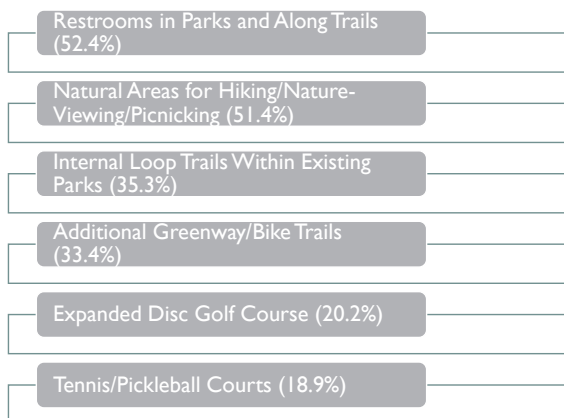 Restrooms in Parks and Along Trails
(52.4%)
Natural Areas for Hiking/Nature-
Viewing/Picnicking (51.4%)
Internal Loop Trails Within Existing
Parks (35.3%)
Additional Greenway/Bike Trails
(33.4%)
Expanded Disc Golf Course (20.2%)
Tennis/Pickleball Courts (18.9%)